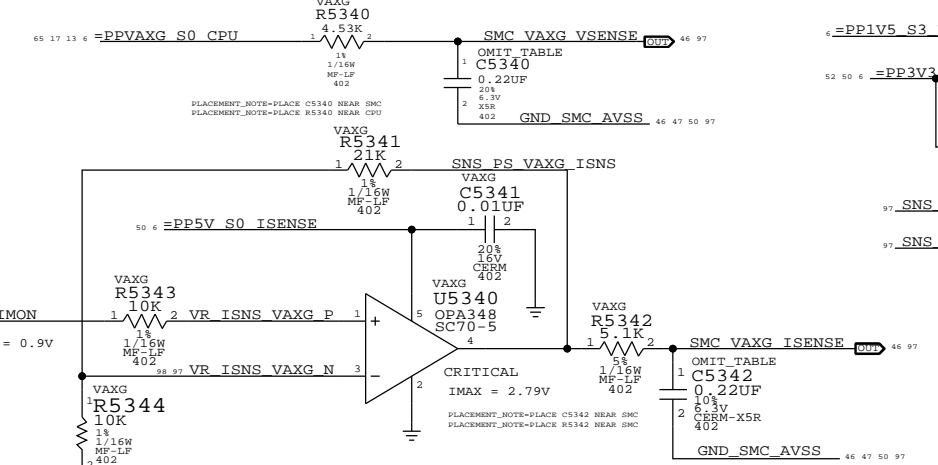 VAXG
R5340
4.53K
65 17 13 6 =PPVAXG_S0_CPU
1 2
1%
1/16W
MF-LF
402
SMC_VAXG_VSENSE OUT 46 97
OMIT_TABLE
1 C5340
0.22UF
20%
6.3V
2 X5R
402
GND_SMC_AVSS 46 47 50 97
6 =PP1V5_S3_
52 50 6 =PP3V3
PLACEMENT_NOTE=PLACE C5340 NEAR SMC
PLACEMENT_NOTE=PLACE R5340 NEAR CPU
VAXG
R5341
21K
1 2
1%
1/16W
MF-LF
402
SNS_PS_VAXG_ISNS
VAXG
C5341
0.01UF
1 2
20%
16V
CERM
402
50 6 =PP5V_S0_ISENSE
97 SNS_
97 SNS_
VAXG
R5343
10K
IMON
1 2
1%
1/16W
MF-LF
402
= 0.9V
VR_ISNS_VAXG_P 1
+
98 97 VR_ISNS_VAXG_N 3
-
VAXG
U5340
5 OPA348
SC70-5
4
2
CRITICAL
IMAX = 2.79V
PLACEMENT_NOTE=PLACE C5342 NEAR SMC
PLACEMENT_NOTE=PLACE R5342 NEAR SMC
VAXG
R5342
5.1K
1 2
5%
1/16W
MF-LF
402
SMC_VAXG_ISENSE OUT 46 97
OMIT_TABLE
1 C5342
0.22UF
10%
2 6.3V
CERM-X5R
402
GND_SMC_AVSS 46 47 50 97
VAXG
1 R5344
10K
1%
1/16W
MF-LF
2 402